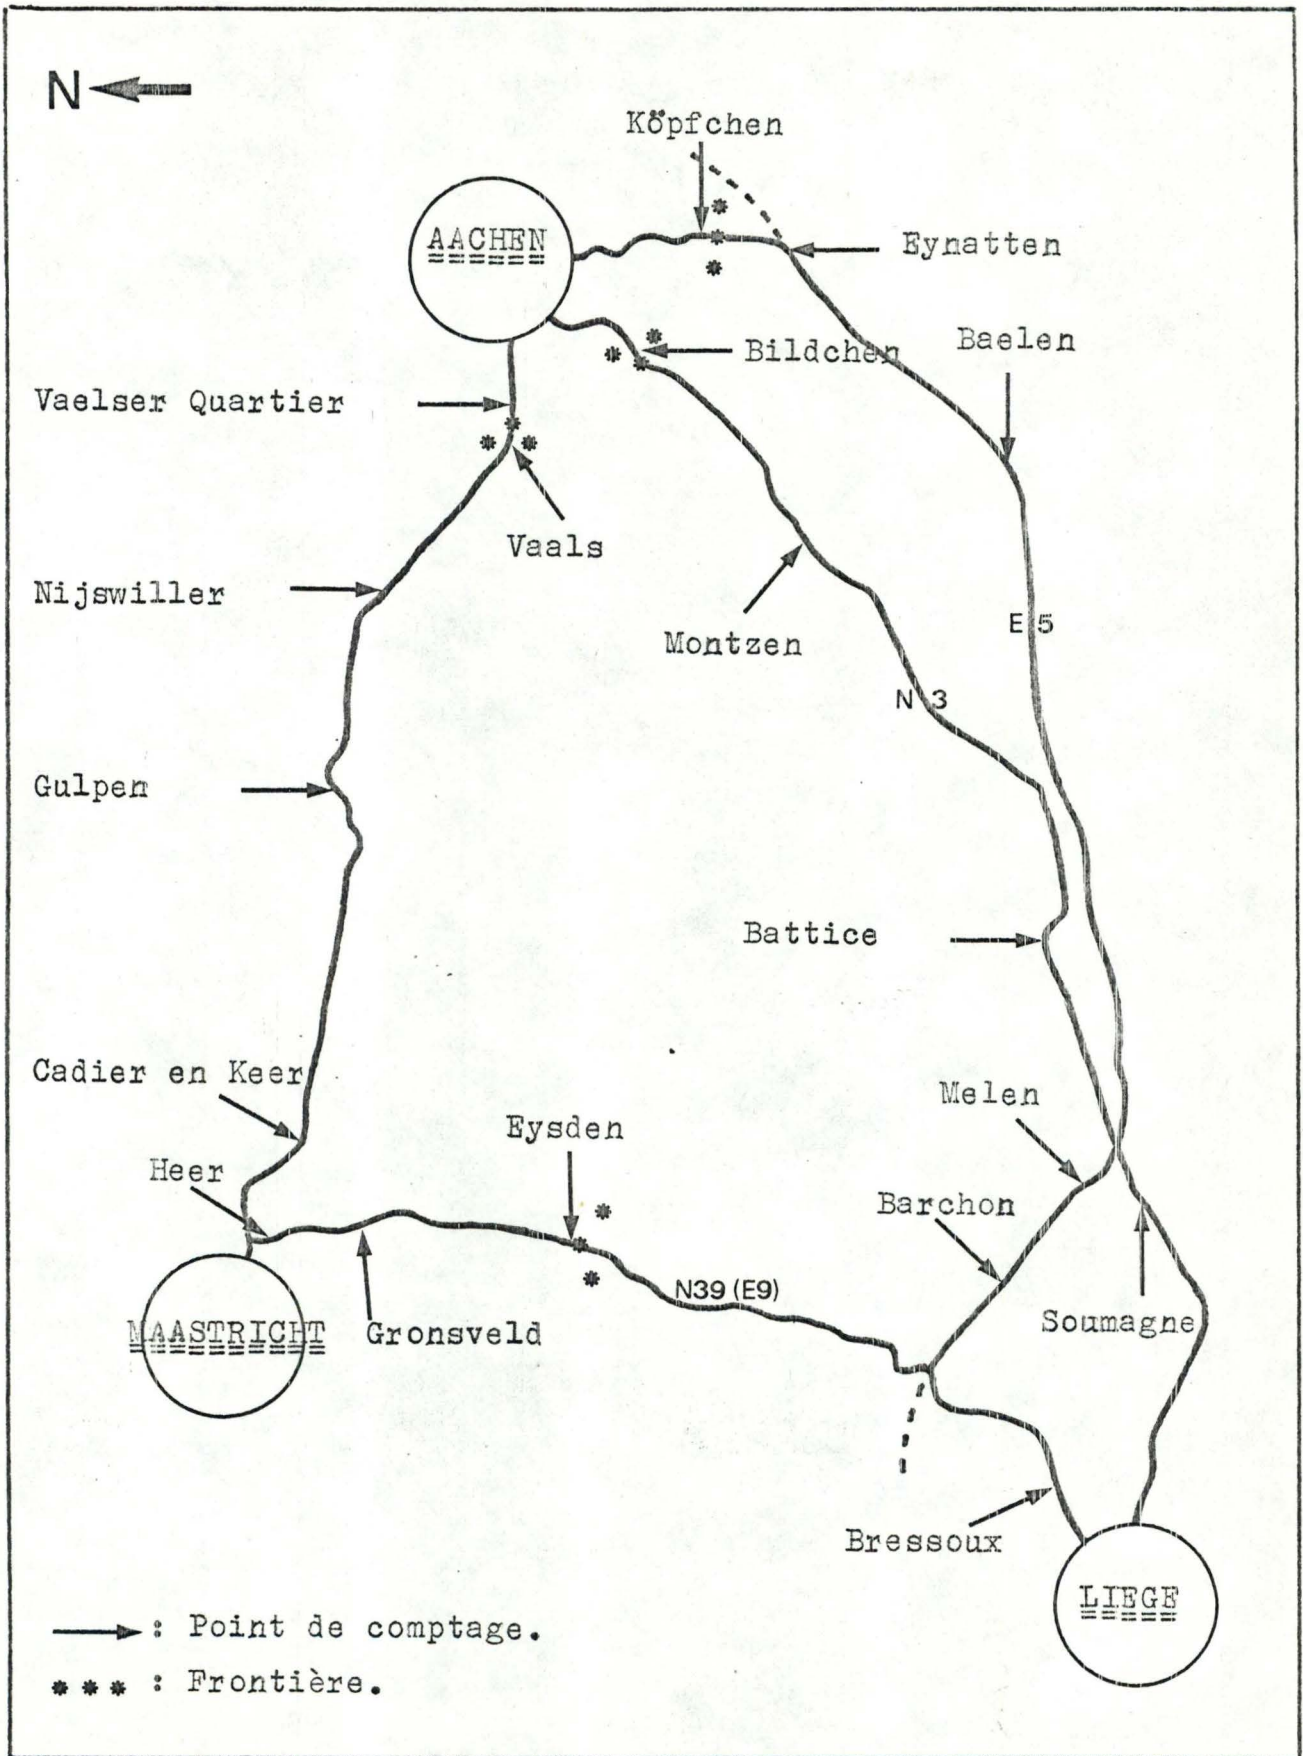 N
Köpfchen
AACHEN
Eynatten
Baelen
Bildchen
Vaelser Quartier
Vaals
Nijswiller
E 5
Montzen
N 3
Gulpen
Battice
Cadier en Keer
Melen
Eysden
Heer
Barchon
N39 (E9)
MAASTRICHT
Gronsveld
Soumagne
Bressoux
LIEGE
: Point de comptage.
*** : Frontière.